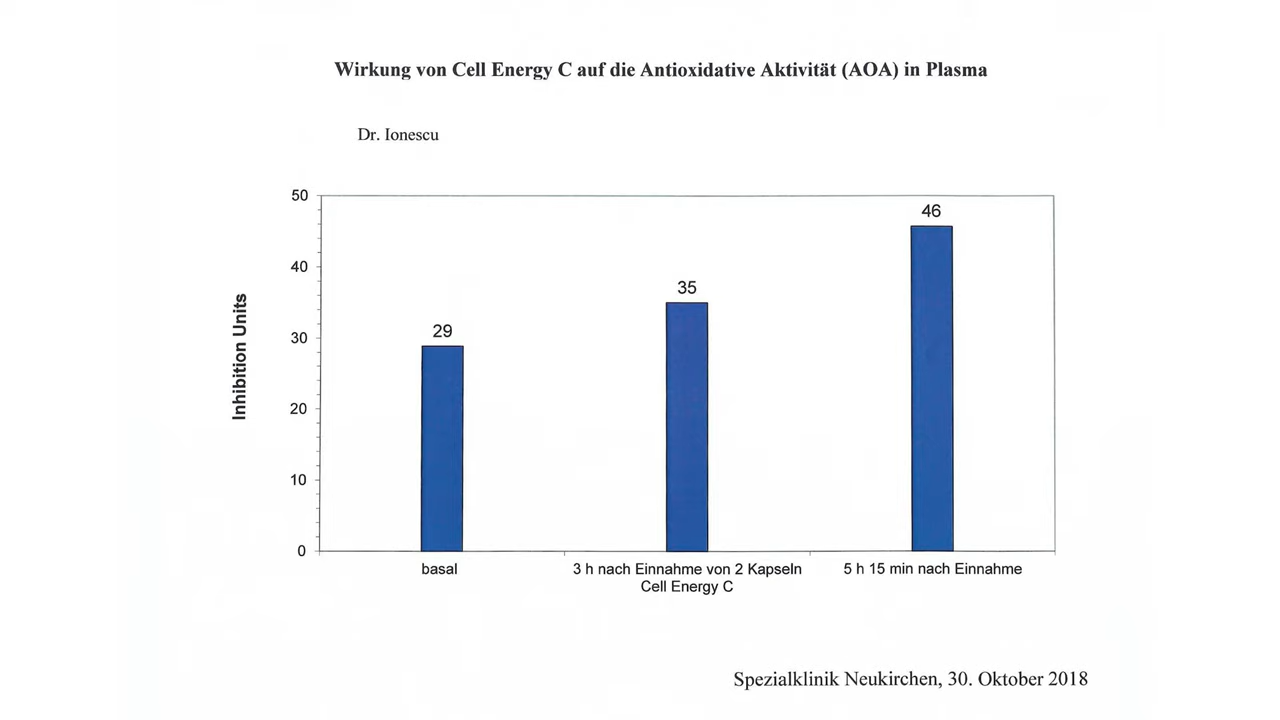 Wirkung von Cell Energy C auf die Antioxidative Aktivität (AOA) in Plasma
Dr. Ionescu
Inhibition Units
50
40
30
20
10
0
29
35
46
basal
3 h nach Einnahme von 2 Kapseln
Cell Energy C
5 h 15 min nach Einnahme
Spezialklinik Neukirchen, 30. Oktober 2018